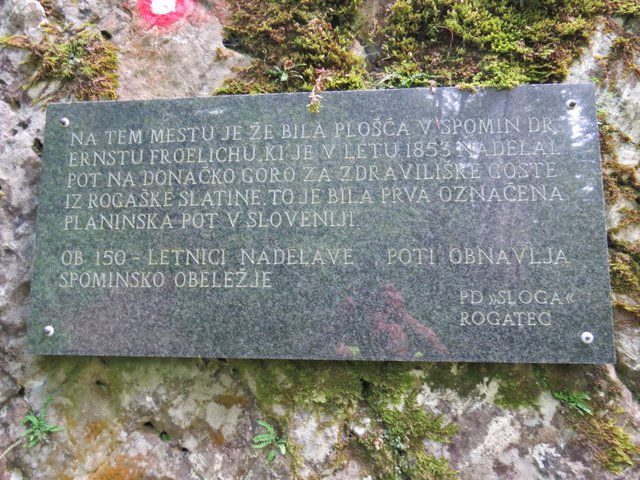 NA TEM MESTU JE ŽE BILA PLOŠČA V SPOMIN DR.
ERNSTU FROELICHU, KI JE V LETU 1853 NADELAL
POT NA DONAČKO GORO ZA ZDRAVILIŠKE GOSTE
IZ ROGAŠKE SLATINE. TO JE BILA PRVA OZNAČENA
PLANINSKA POT V SLOVENIJI.
OB 150-LETNICI NADELAVE POTI OBNAVLJA
SPOMINSKO OBELEŽJE
PD »SLOGA«
ROGATEC